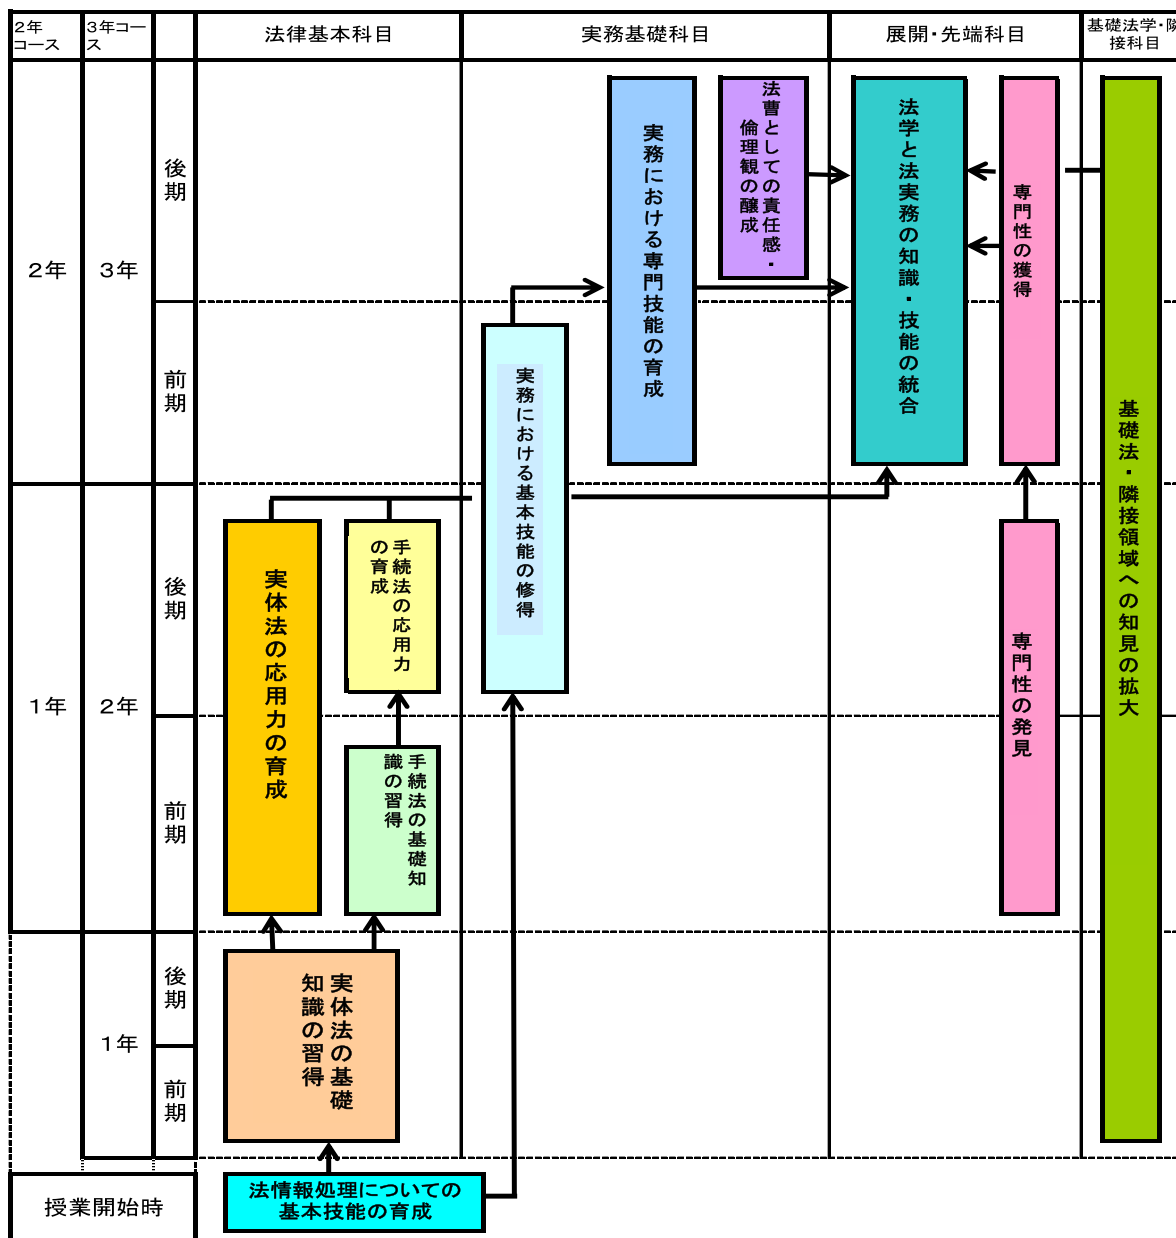 2年
コース
3年コー
ス
法律基本科目
実務基礎科目
展開・先端科目
基礎法学・隣
接科目
2年
3年
後期
前期
実務における専門技能の育成
法曹としての責任感・
倫理観の醸成
法学と法実務の知識・技能の統合
専門性の獲得
基礎法・隣接領域への知見の拡大
実務における基本技能の修得
1年
2年
後期
前期
実体法の応用力の育成
手続法の応用力
の育成
手続法の基礎知
識の習得
専門性の発見
1年
後期
前期
実体法の基礎
知識の習得
授業開始時
法情報処理についての
基本技能の育成